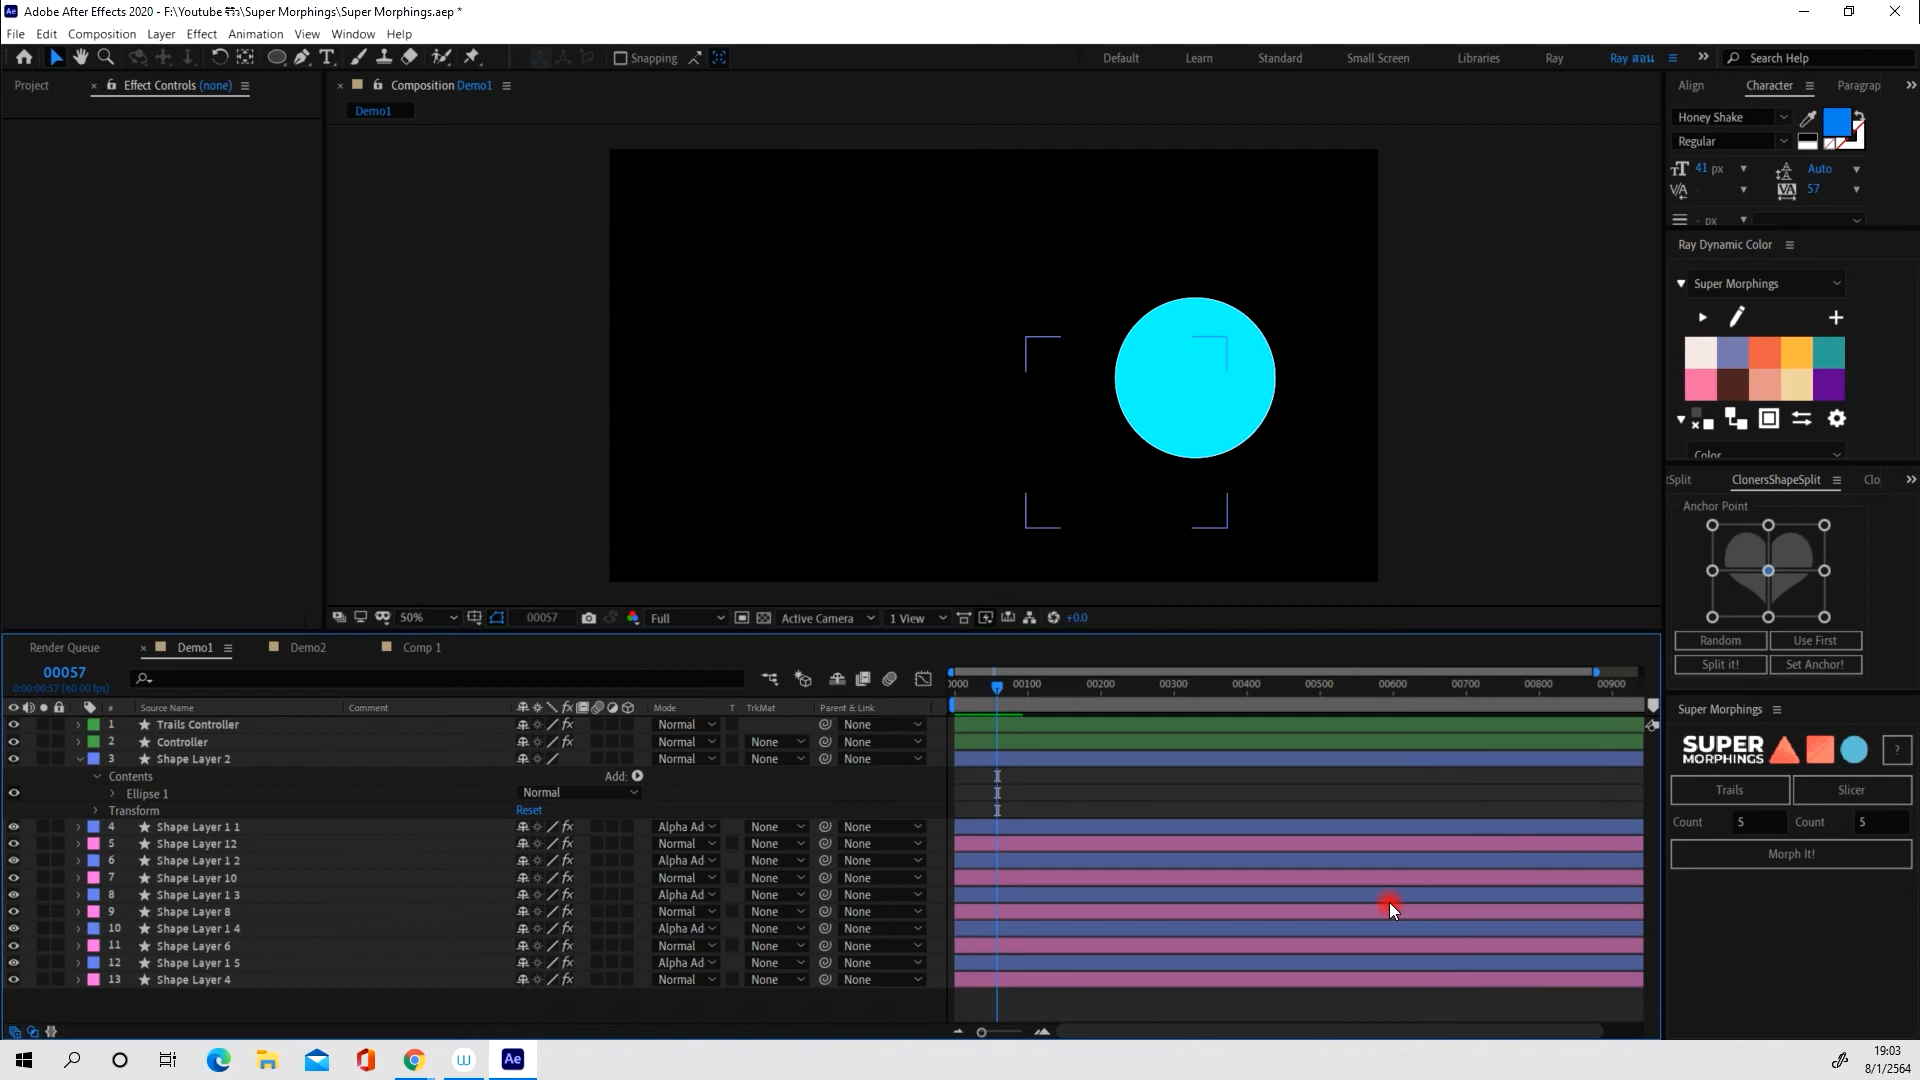 Adobe After Effects 2020 - F:\Youtube รีวิว\Super Morphings\Super Morphings.aep *
File Edit Composition Layer Effect Animation View Window Help
Snapping Default Learn Standard Small Screen Libraries Ray Ray สอน Search Help
Project Effect Controls (none) Composition Demo1 Align Character Paragrap
Demo1
Honey Shake
Regular
41 px Auto
57
- px
Ray Dynamic Color
Super Morphings
Color
tSplit ClonersShapeSplit Clo
Anchor Point
50% 00057 Full Active Camera 1 View +0.0
Random Use First
Split it! Set Anchor!
Render Queue Demo1 Demo2 Comp 1
00057
0:00:00:57 (60.00 fps)
0000 00100 00200 00300 00400 00500 00600 00700 00800 00900
# Source Name Comment Mode T TrkMat Parent & Link
1 Trails Controller Normal None
2 Controller Normal None None
3 Shape Layer 2 Normal None None
Contents Add:
Ellipse 1 Normal
Transform Reset
4 Shape Layer 1 1 Alpha Ad None None
5 Shape Layer 12 Normal None None
6 Shape Layer 1 2 Alpha Ad None None
7 Shape Layer 10 Normal None None
8 Shape Layer 1 3 Alpha Ad None None
9 Shape Layer 8 Normal None None
10 Shape Layer 1 4 Alpha Ad None None
11 Shape Layer 6 Normal None None
12 Shape Layer 1 5 Alpha Ad None None
13 Shape Layer 4 Normal None None
Super Morphings
SUPER
MORPHINGS
?
Trails Slicer
Count 5 Count 5
Morph It!
19:03
8/1/2564